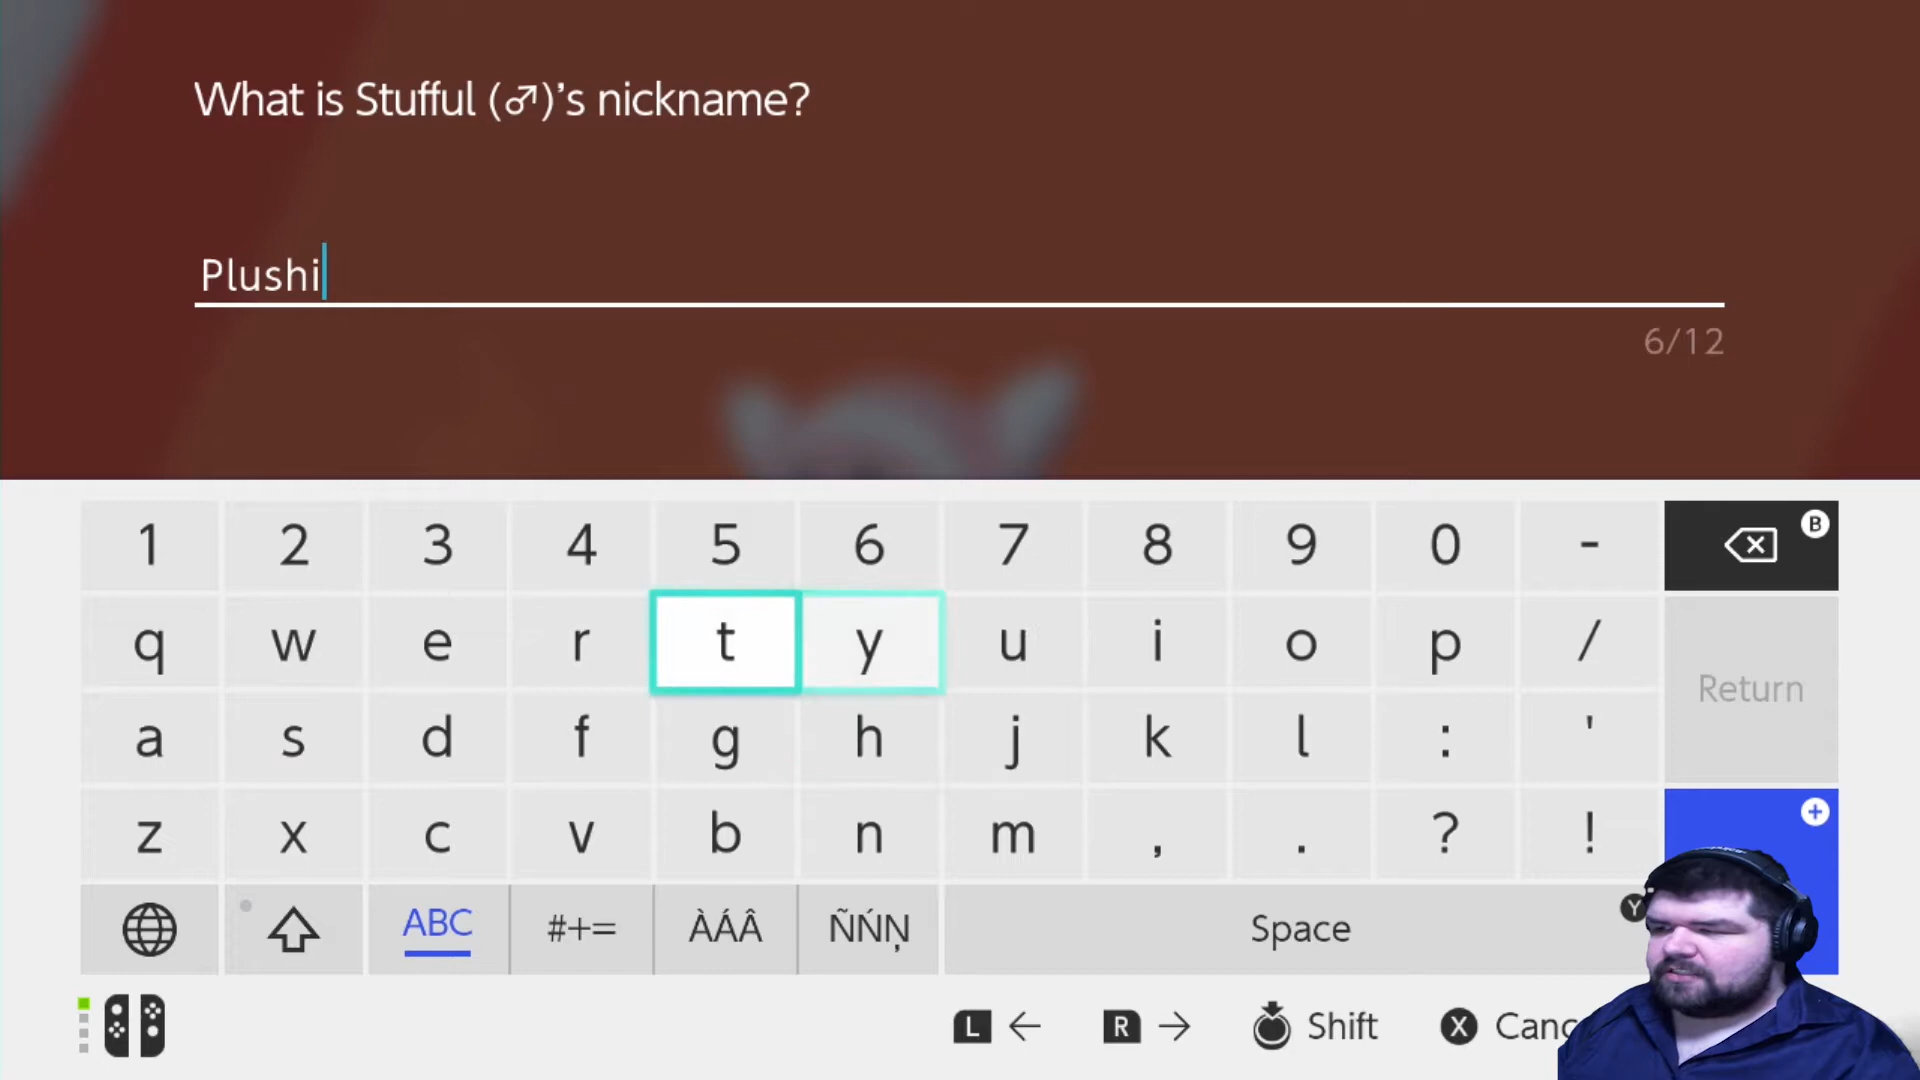 What is Stufful (♂)'s nickname?
Plushi
6/12
1 2 3 4 5 6 7 8 9 0 - B
q w e r t y u i o p /
Return
a s d f g h j k l : '
z x c v b n m , . ? ! +
ABC #+= ÀÁÂ ÑŃŅ Space Y
L ← R → Shift X